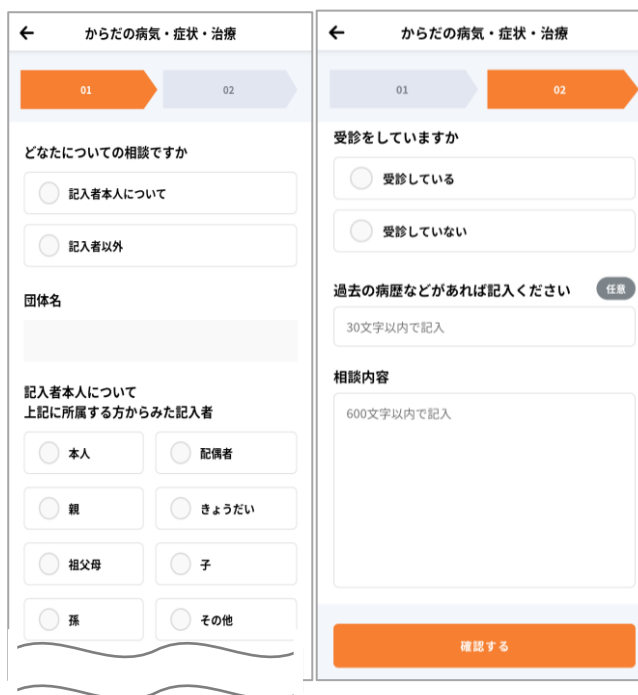 からだの病気・症状・治療
01
02
どなたについての相談ですか
記入者本人について
記入者以外
団体名
記入者本人について
上記に所属する方からみた記入者
本人
配偶者
親
きょうだい
祖父母
子
孫
その他
からだの病気・症状・治療
01
02
受診をしていますか
受診している
受診していない
過去の病歴などがあれば記入ください
任意
30文字以内で記入
相談内容
600文字以内で記入
確認する